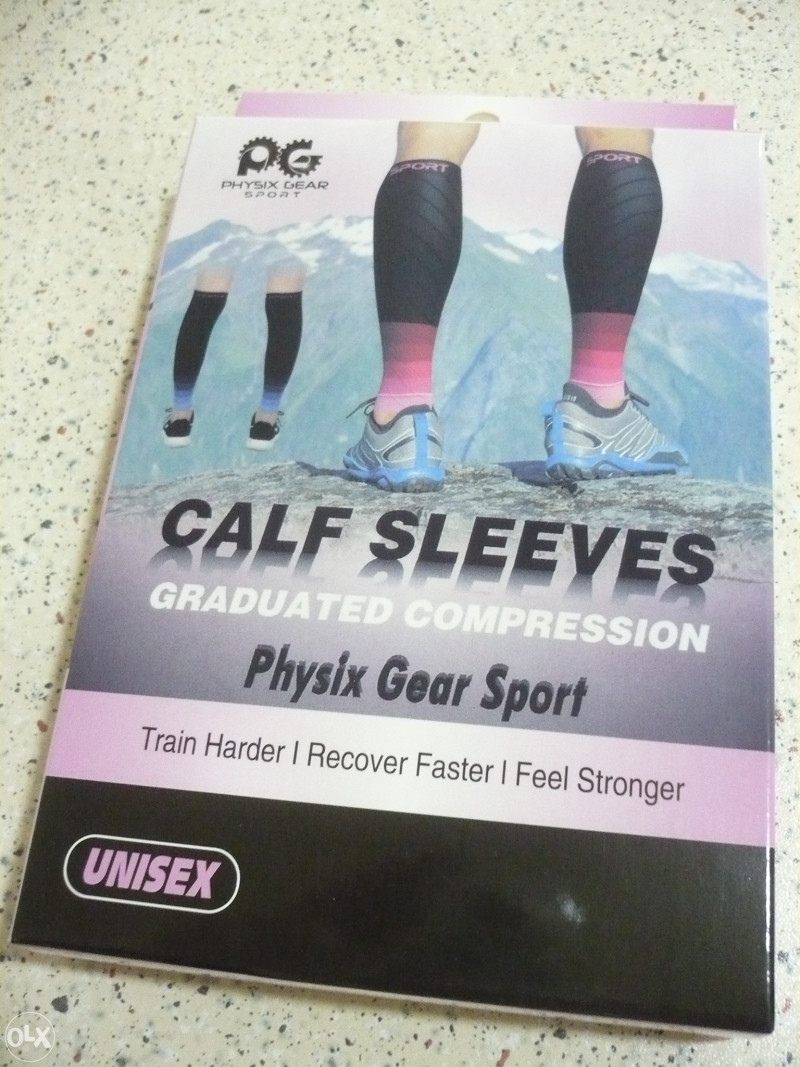 PG
PHYSIX GEAR
SPORT
SPORT
SPORT
CALF SLEEVES
GRADUATED COMPRESSION
Physix Gear Sport
Train Harder I Recover Faster I Feel Stronger
UNISEX
OLX